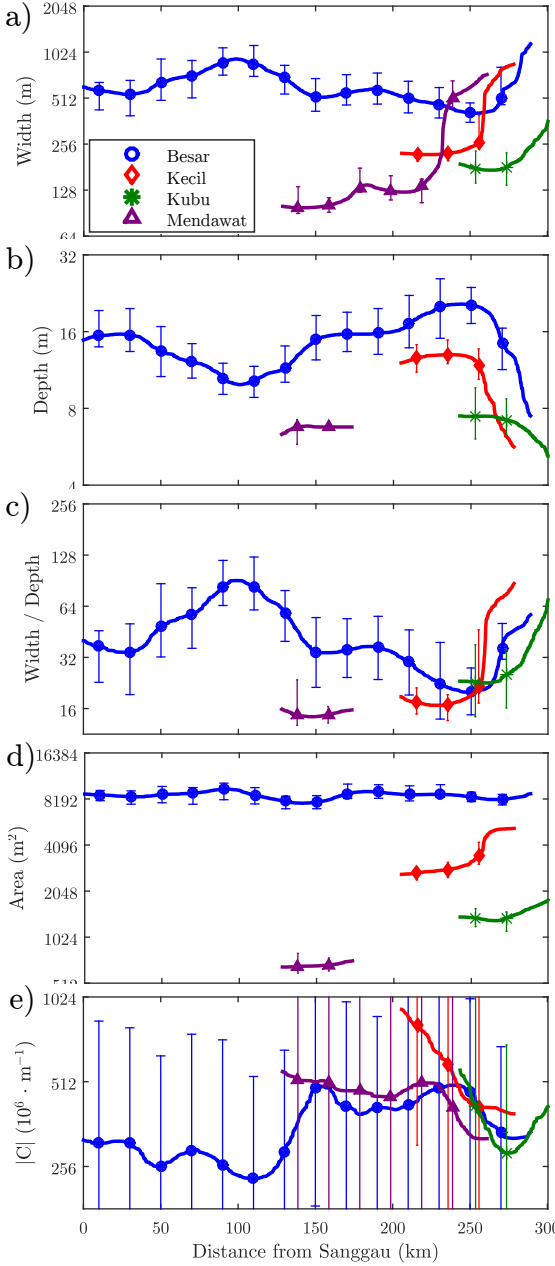 a)
2048
1024
512
256
128
64
Width (m)
Besar
Kecil
Kubu
Mendawat
b)
32
16
8
4
Depth (m)
c)
256
128
64
32
16
Width / Depth
d)
16384
8192
4096
2048
1024
512
Area (m²)
e)
1024
512
256
|C| (10⁶ · m⁻¹)
0 50 100 150 200 250 300
Distance from Sanggau (km)